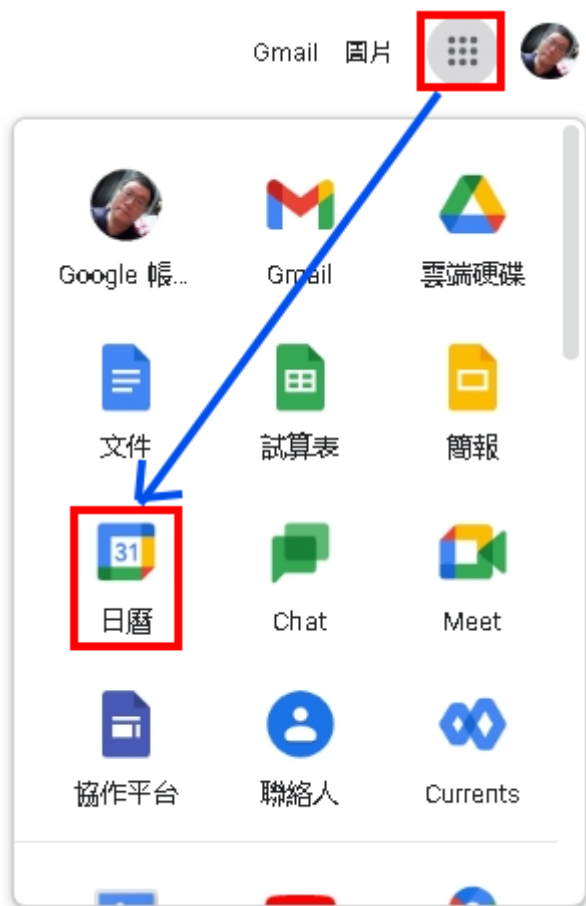 Gmail 圖片
Google 帳...
Gmail
雲端硬碟
文件
試算表
簡報
31
日曆
Chat
Meet
協作平台
聯絡人
Currents